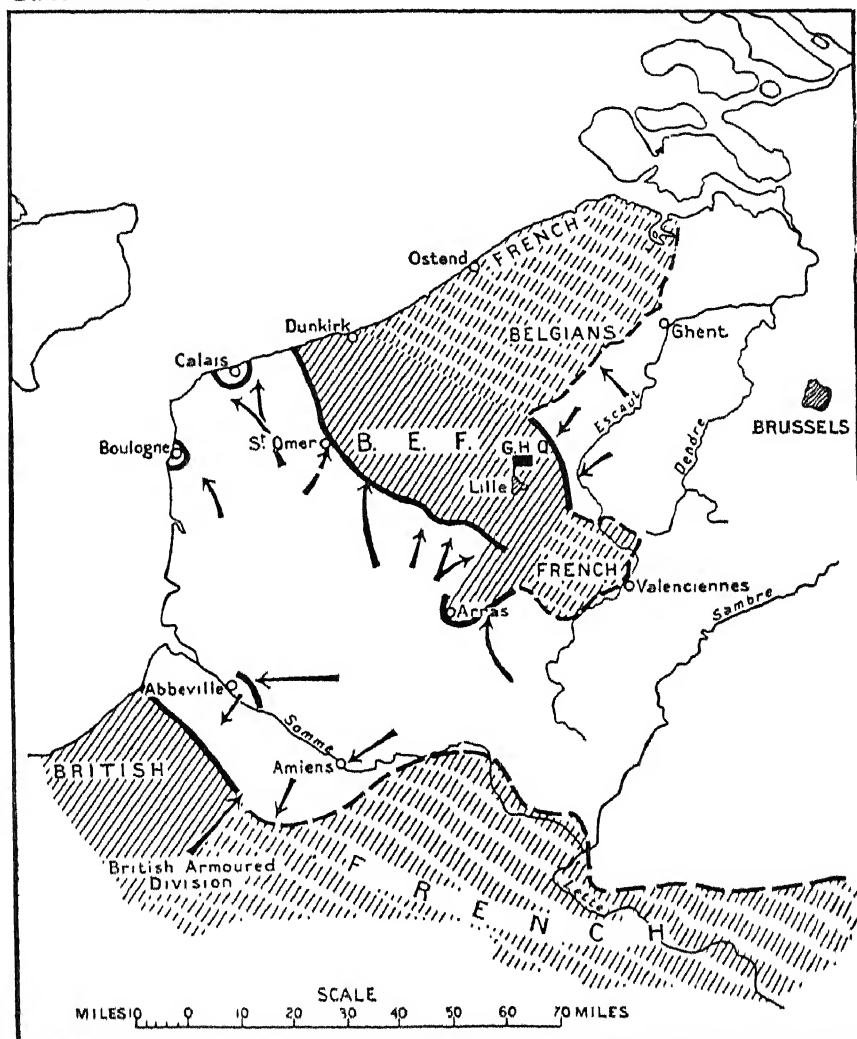 FRENCH
Ostend
BELGIANS
Dunkirk
Ghent
Calais
Escaut
Dendre
BRUSSELS
Boulogne
St Omer
B. E. F.
G.H.Q
Lille
FRENCH
Valenciennes
Arras
Sambre
Abbeville
Somme
BRITISH
Amiens
British Armoured
Division
FRENCH
SCALE
MILES 10 0 10 20 30 40 50 60 70 MILES